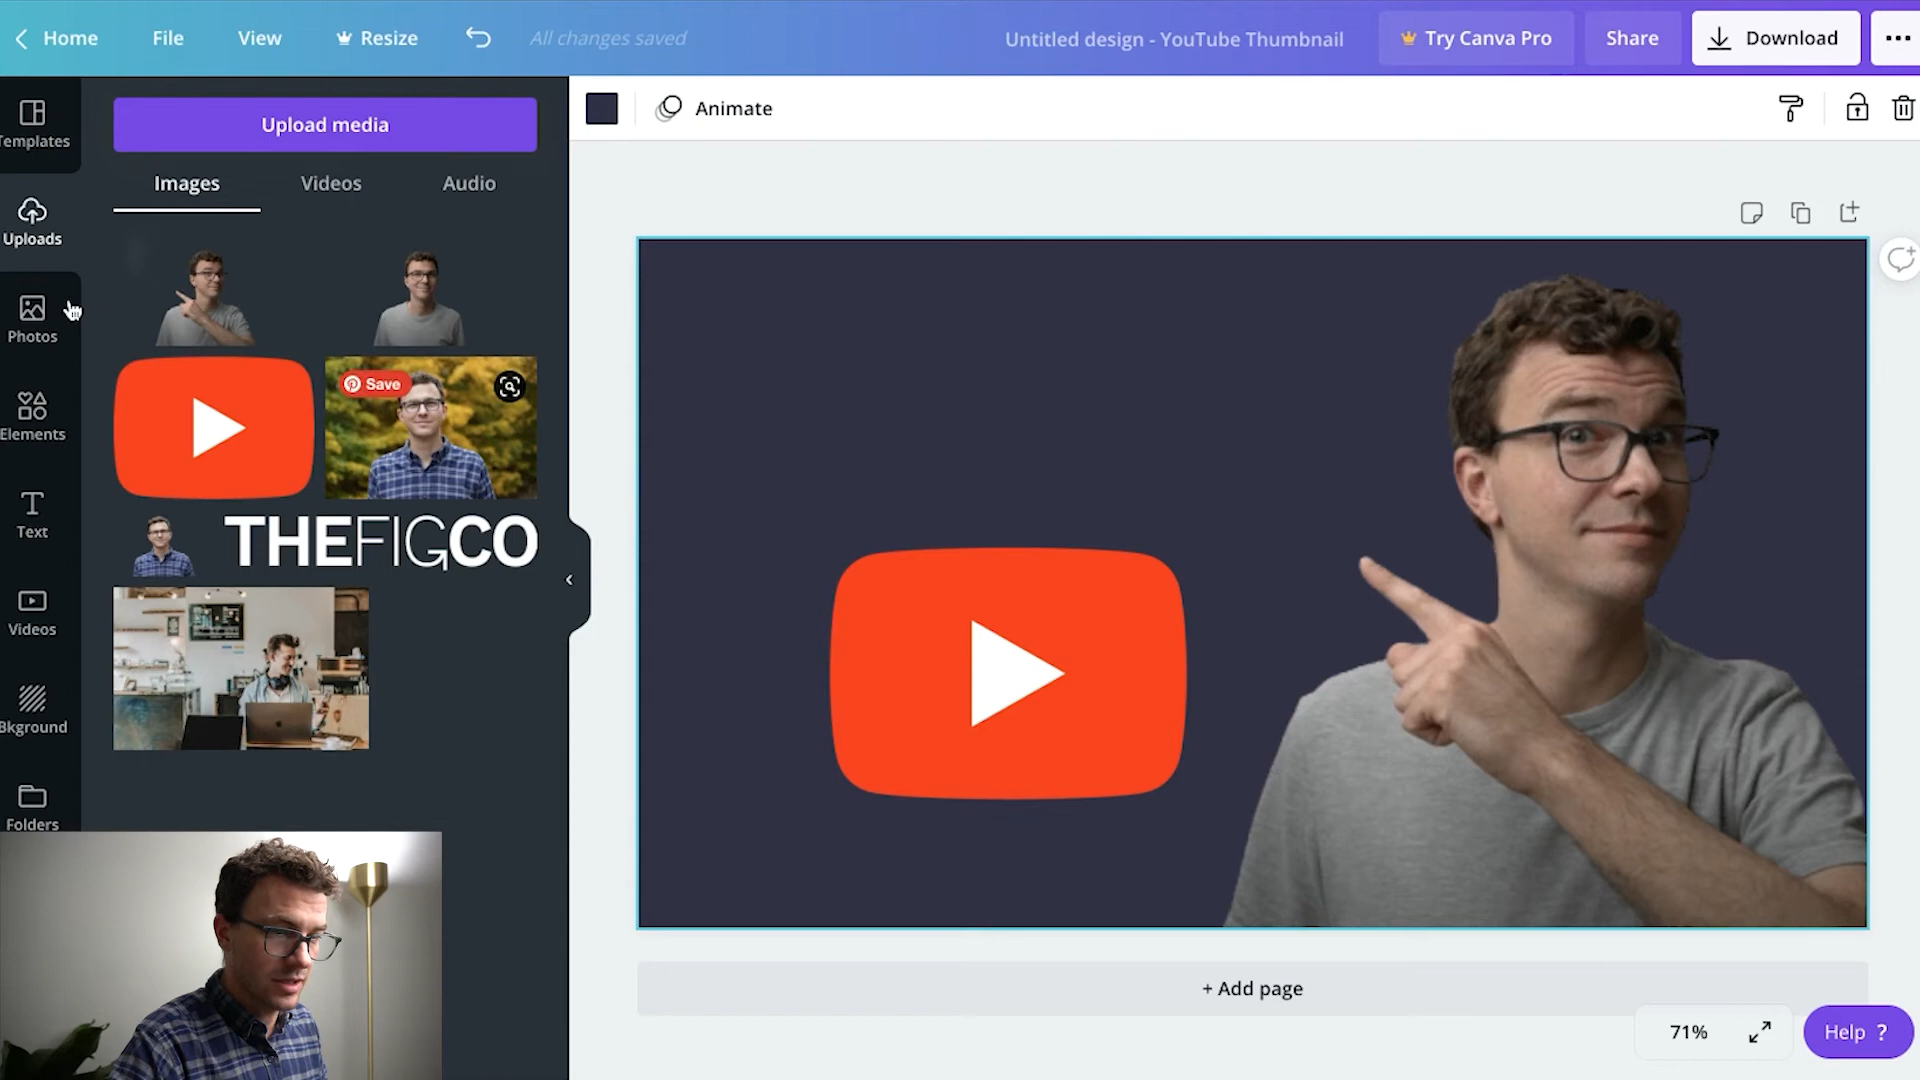 Home File View Resize All changes saved Untitled design - YouTube Thumbnail Try Canva Pro Share Download
Upload media
Animate
Images Videos Audio
Templates
Uploads
Photos
Elements
Text
Videos
Bkground
Folders
Save
THEFIGCO
+ Add page
71%
Help ?